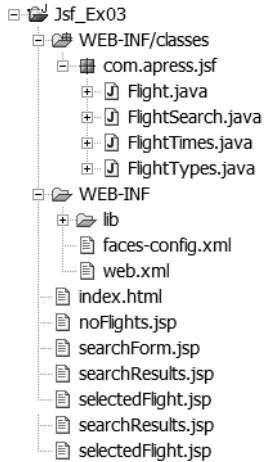 Jsf_Ex03
WEB-INF/classes
com.apress.jsf
Flight.java
FlightSearch.java
FlightTimes.java
FlightTypes.java
WEB-INF
lib
faces-config.xml
web.xml
index.html
noFlights.jsp
searchForm.jsp
searchResults.jsp
selectedFlight.jsp
searchResults.jsp
selectedFlight.jsp